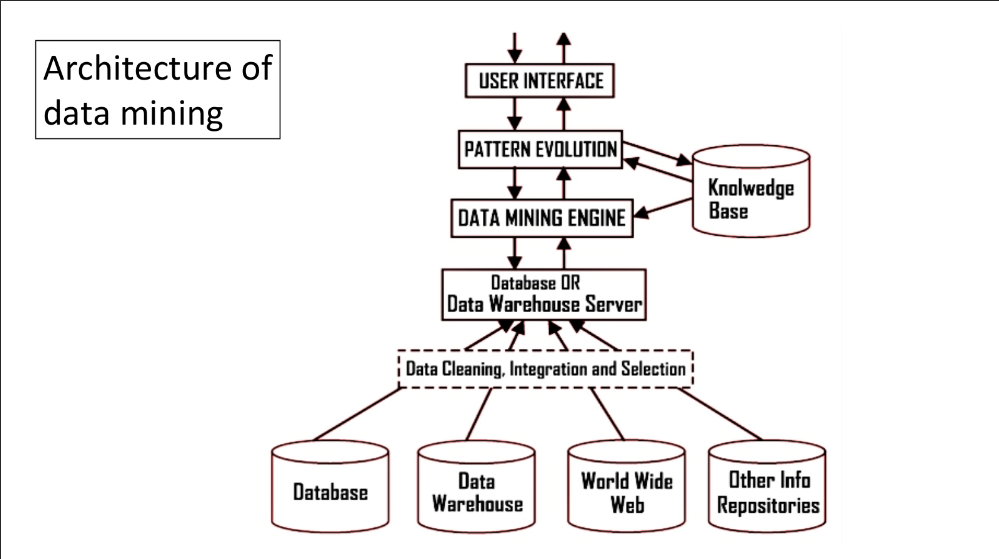 Architecture of
data mining
USER INTERFACE
PATTERN EVOLUTION
Knolwedge
Base
DATA MINING ENGINE
Database OR
Data Warehouse Server
Data Cleaning, Integration and Selection
Database
Data
Warehouse
World Wide
Web
Other Info
Repositories